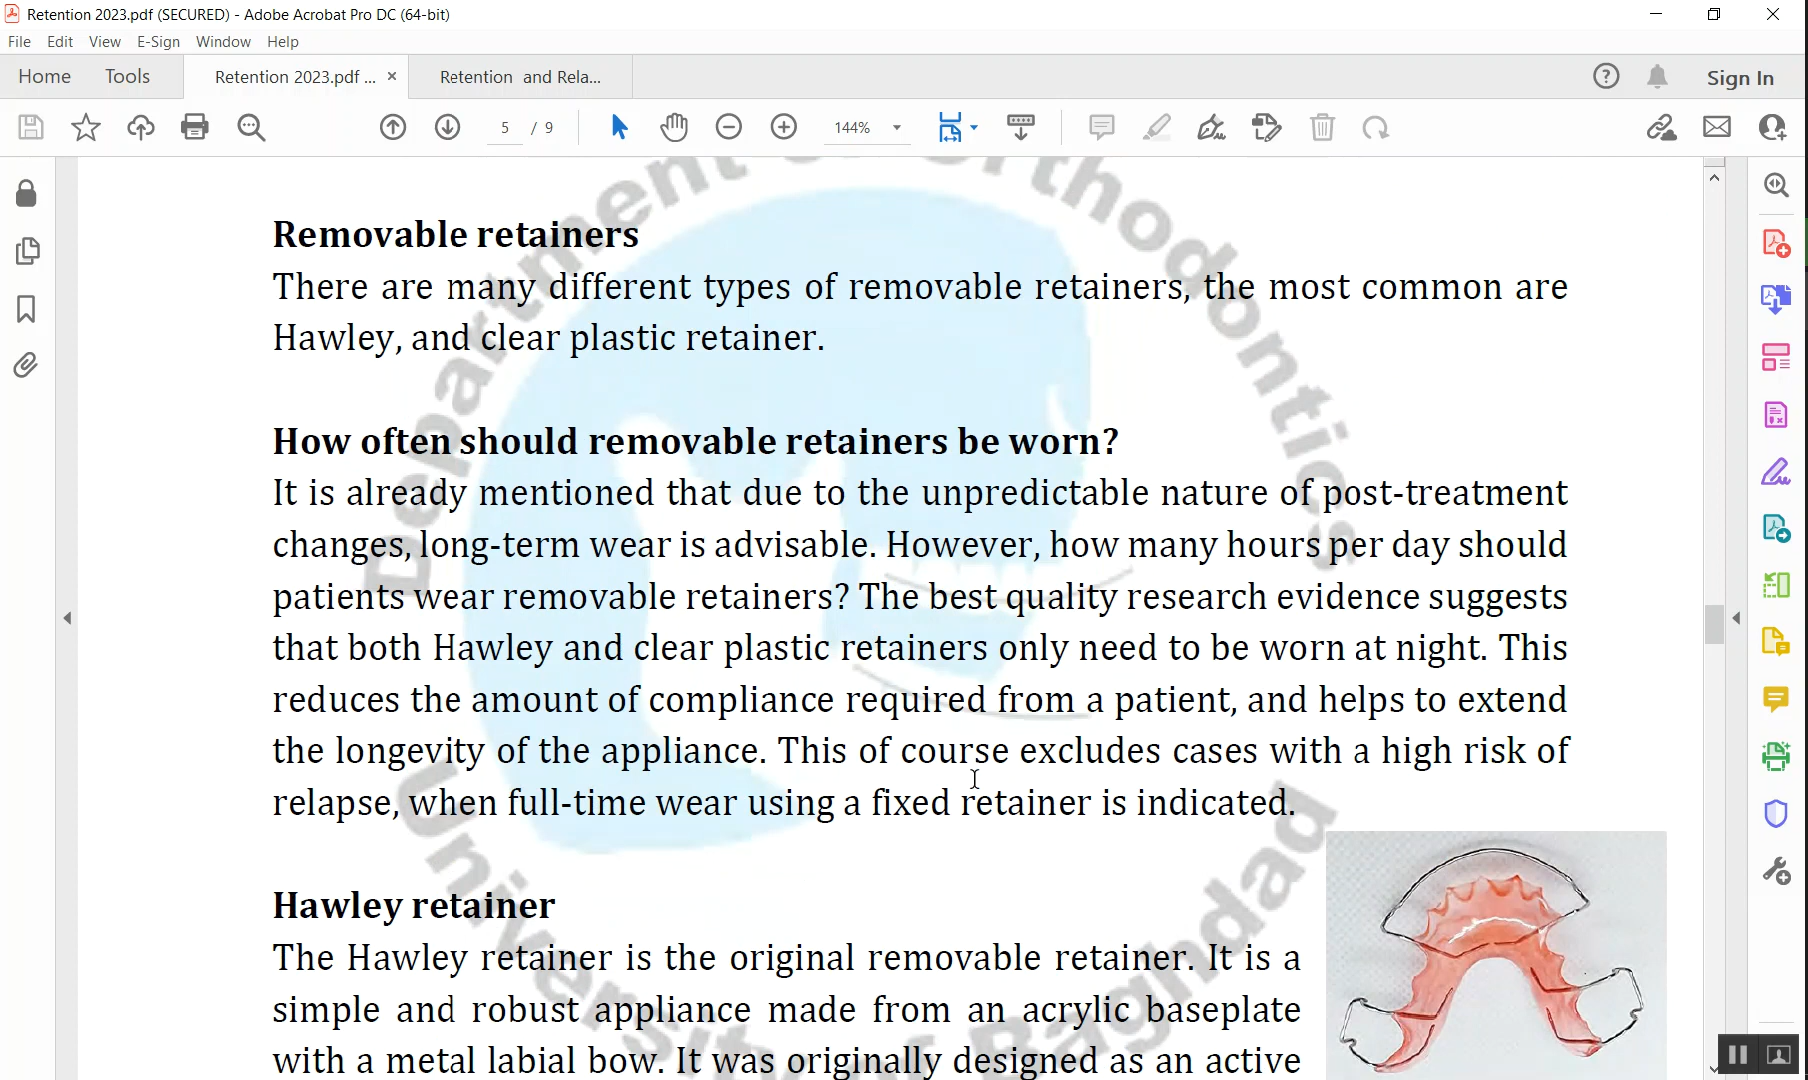 Retention 2023.pdf (SECURED) - Adobe Acrobat Pro DC (64-bit)
File Edit View E-Sign Window Help
Home Tools Retention 2023.pdf ... × Retention and Rela... Sign In
5 / 9 144%
Department of Orthodontics
Removable retainers
There are many different types of removable retainers, the most common are
Hawley, and clear plastic retainer.
How often should removable retainers be worn?
It is already mentioned that due to the unpredictable nature of post-treatment
changes, long-term wear is advisable. However, how many hours per day should
patients wear removable retainers? The best quality research evidence suggests
that both Hawley and clear plastic retainers only need to be worn at night. This
reduces the amount of compliance required from a patient, and helps to extend
the longevity of the appliance. This of course excludes cases with a high risk of
relapse, when full-time wear using a fixed retainer is indicated.
Hawley retainer
The Hawley retainer is the original removable retainer. It is a
simple and robust appliance made from an acrylic baseplate
with a metal labial bow. It was originally designed as an active
University of Baghdad